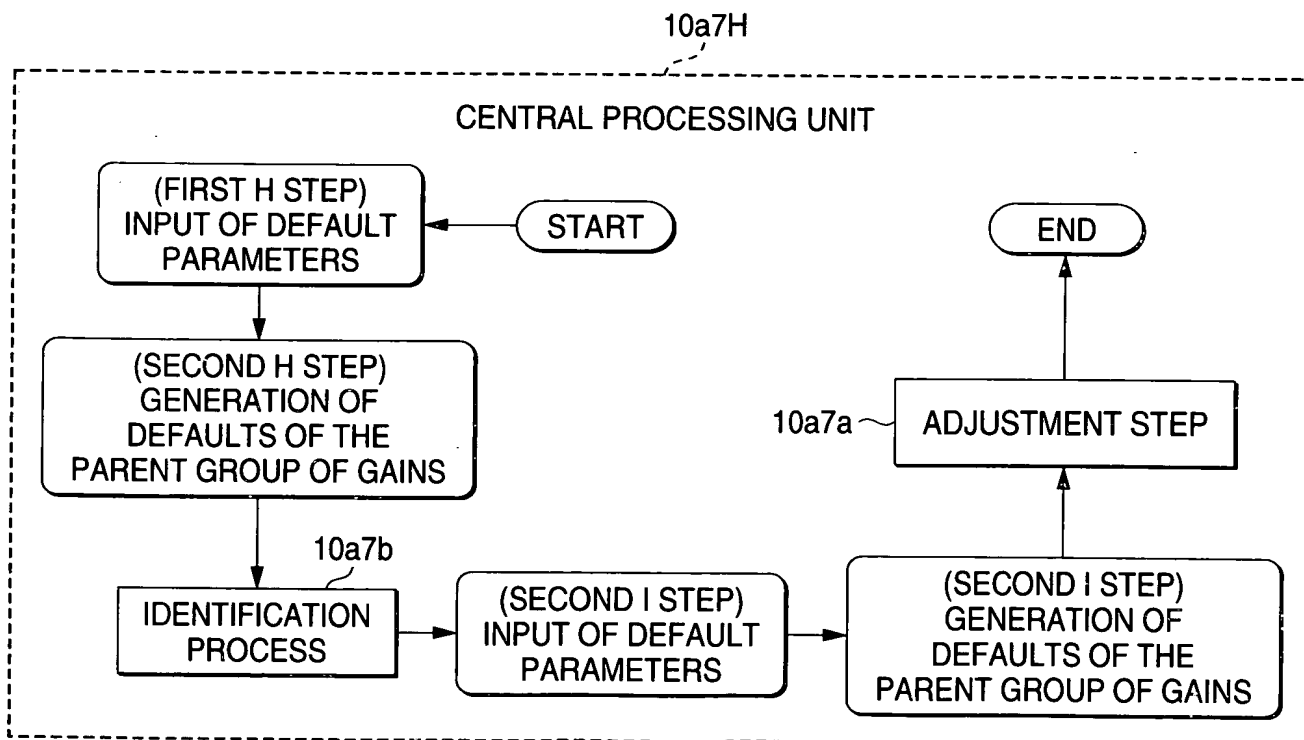 10a7H
CENTRAL PROCESSING UNIT
(FIRST H STEP)
INPUT OF DEFAULT
PARAMETERS
START
END
(SECOND H STEP)
GENERATION OF
DEFAULTS OF THE
PARENT GROUP OF GAINS
10a7a
ADJUSTMENT STEP
10a7b
IDENTIFICATION
PROCESS
(SECOND I STEP)
INPUT OF DEFAULT
PARAMETERS
(SECOND I STEP)
GENERATION OF
DEFAULTS OF THE
PARENT GROUP OF GAINS